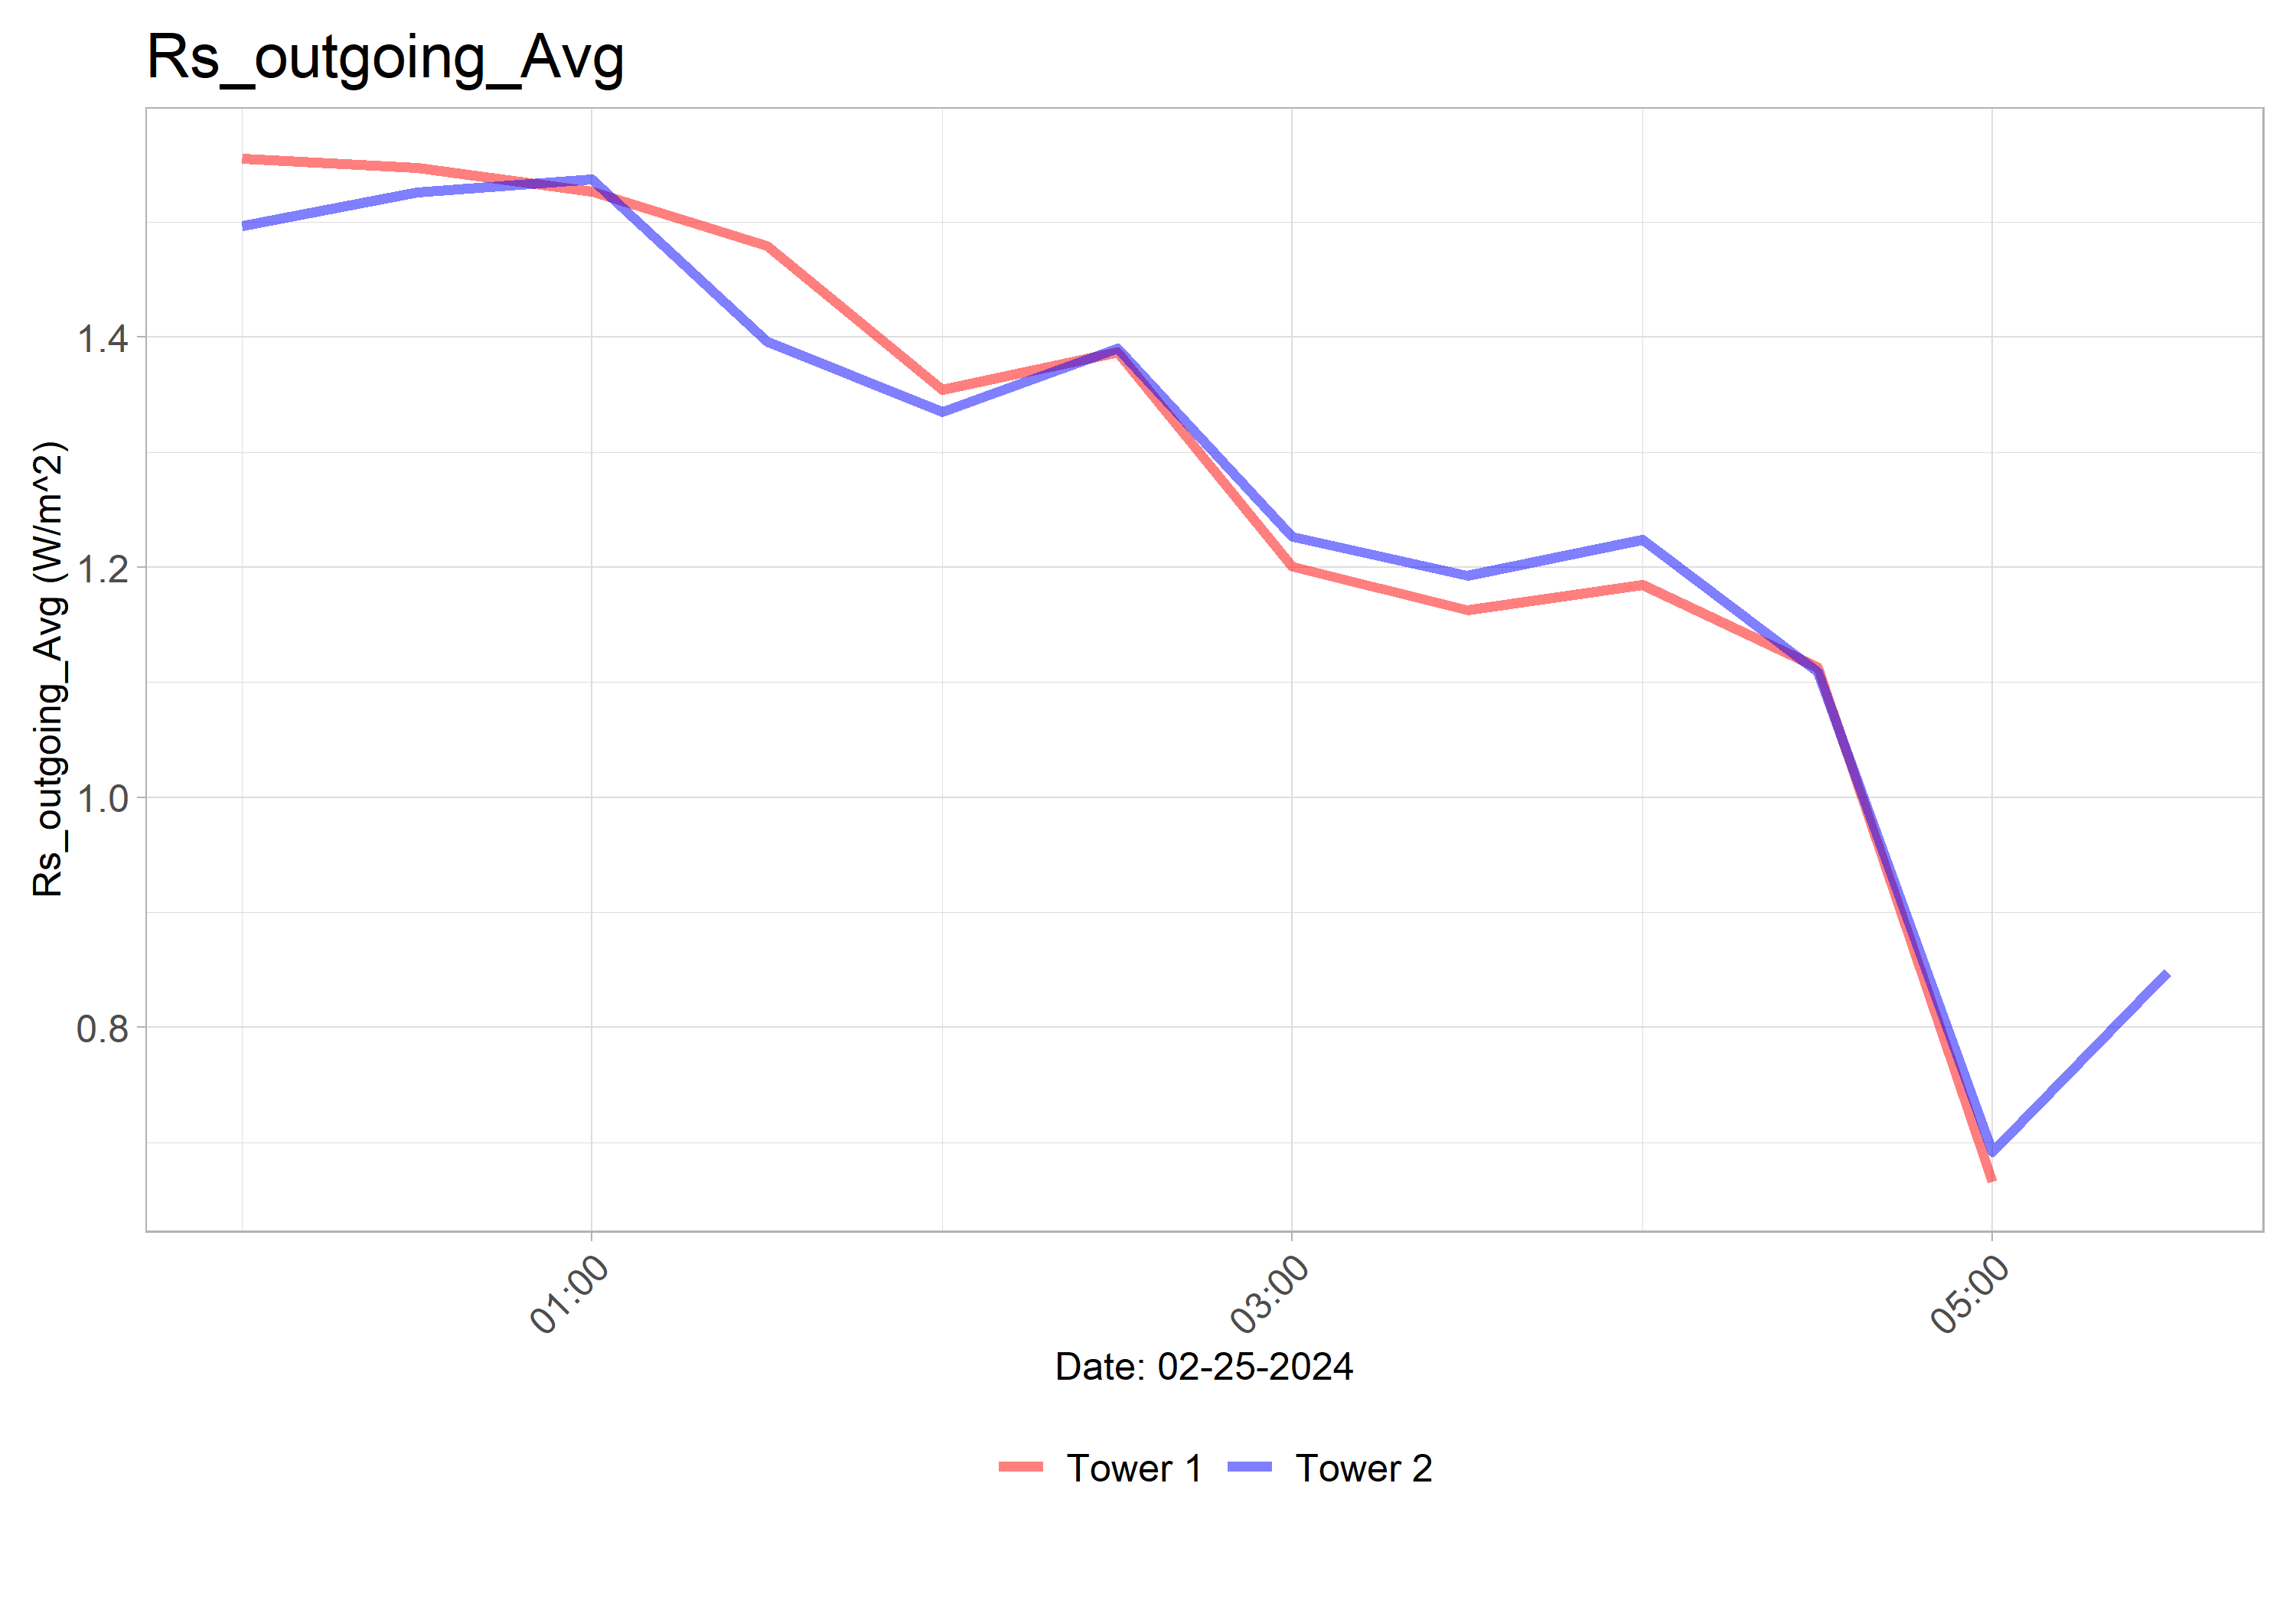 Rs_outgoing_Avg
Rs_outgoing_Avg (W/m^2)
1.4
1.2
1.0
0.8
01:00
03:00
05:00
Date: 02-25-2024
Tower 1
Tower 2